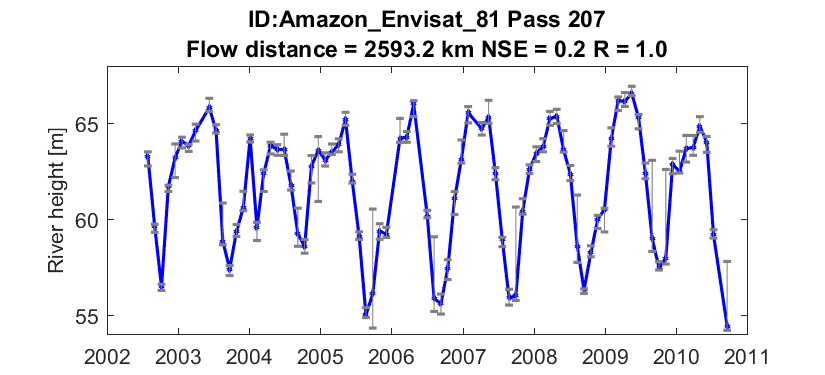 ID:Amazon_Envisat_81 Pass 207
Flow distance = 2593.2 km NSE = 0.2 R = 1.0
River height [m]
65
60
55
2002 2003 2004 2005 2006 2007 2008 2009 2010 2011